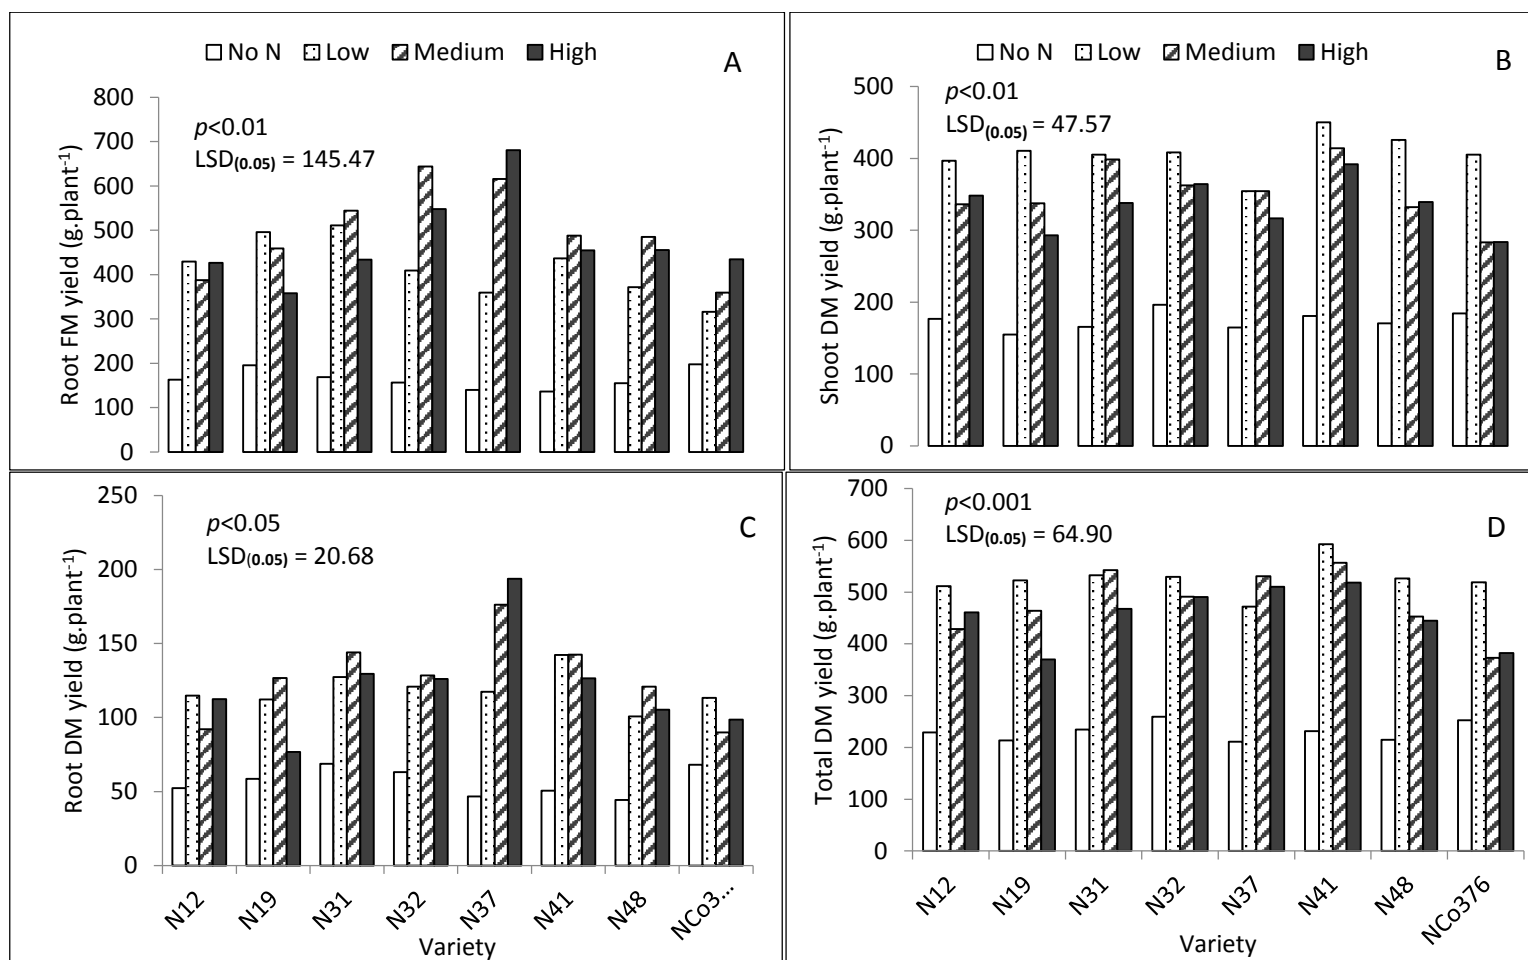 No N Low Medium High
A
p<0.01
LSD(0.05) = 145.47
Root FM yield (g.plant-1)
800
700
600
500
400
300
200
100
0
No N Low Medium High
B
p<0.01
LSD(0.05) = 47.57
Shoot DM yield (g.plant-1)
500
400
300
200
100
0
C
p<0.05
LSD(0.05) = 20.68
Root DM yield (g.plant-1)
250
200
150
100
50
0
N12 N19 N31 N32 N37 N41 N48 NCo3...
Variety
D
p<0.001
LSD(0.05) = 64.90
Total DM yield (g.plant-1)
700
600
500
400
300
200
100
0
N12 N19 N31 N32 N37 N41 N48 NCo376
Variety